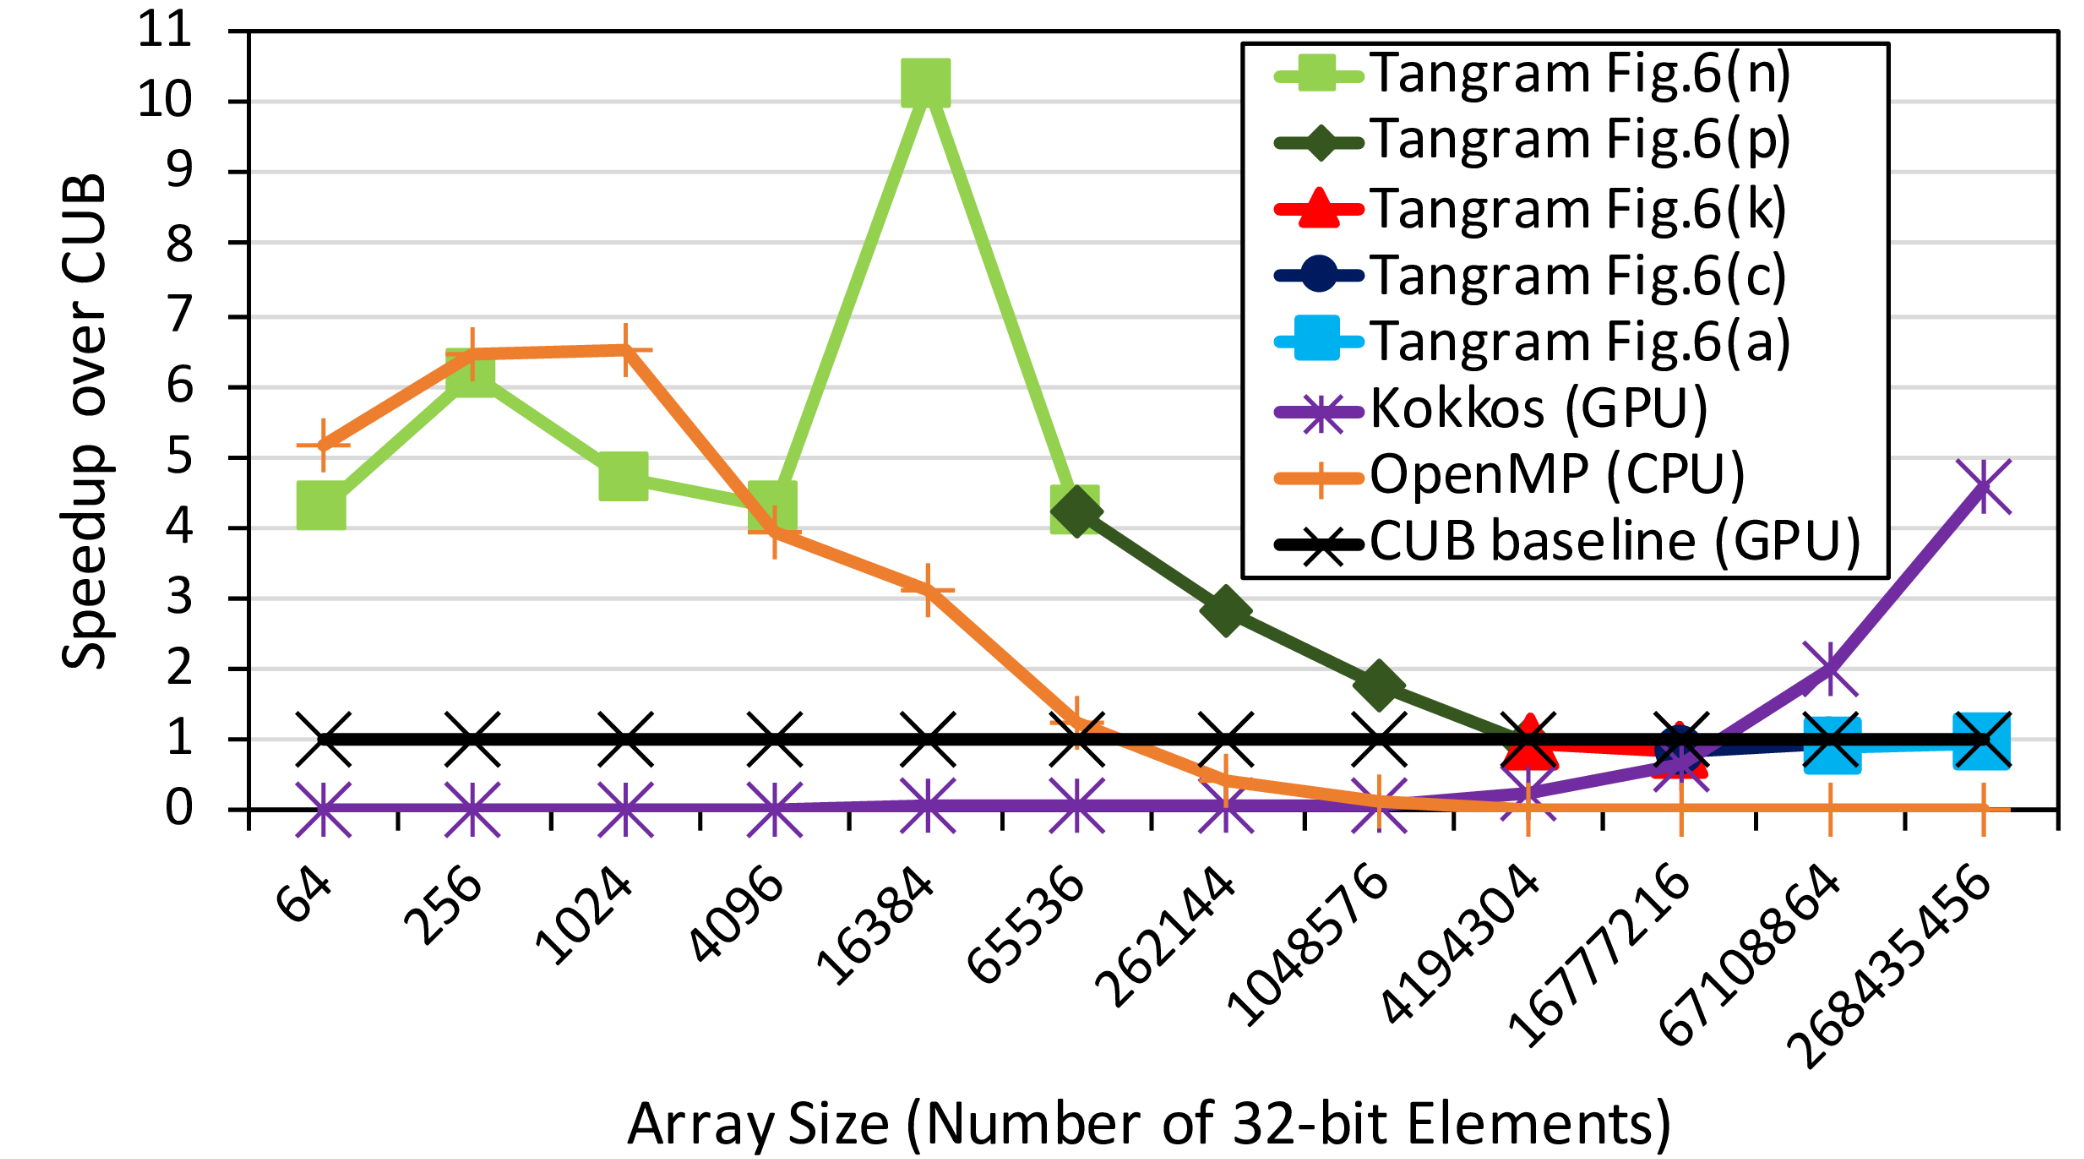 11
10
9
8
7
6
5
4
3
2
1
0
Speedup over CUB
Tangram Fig.6(n)
Tangram Fig.6(p)
Tangram Fig.6(k)
Tangram Fig.6(c)
Tangram Fig.6(a)
Kokkos (GPU)
OpenMP (CPU)
CUB baseline (GPU)
64
256
1024
4096
16384
65536
262144
1048576
4194304
16777216
67108864
268435456
Array Size (Number of 32-bit Elements)